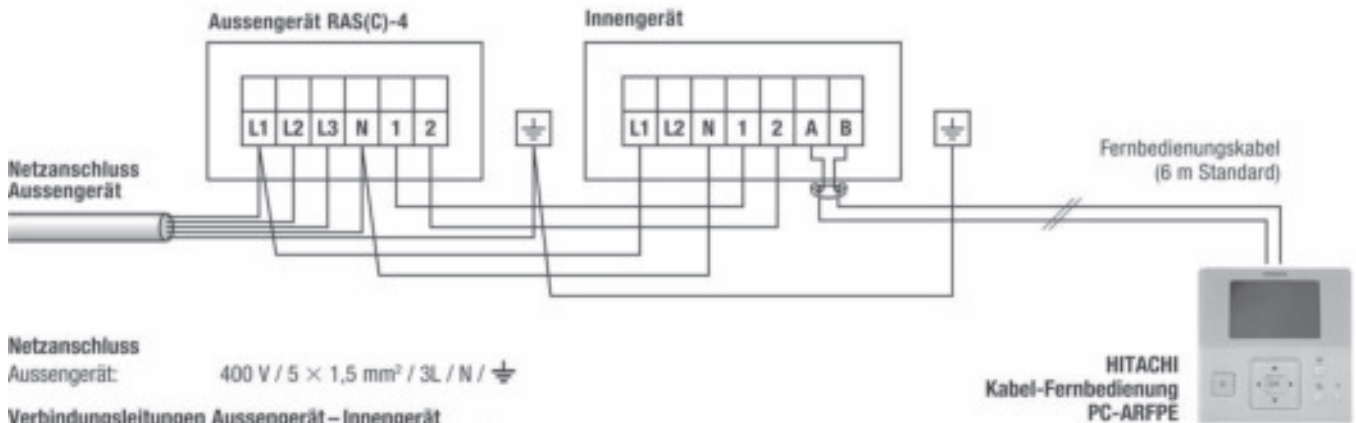 Aussengerät RAS(C)-4
Innengerät
L1 L2 L3 N 1 2
L1 L2 N 1 2 A B
Netzanschluss
Aussengerät
Fernbedienungskabel
(6 m Standard)
Netzanschluss
Aussengerät: 400 V / 5 × 1,5 mm² / 3L / N / ⏚
HITACHI
Kabel-Fernbedienung
PC-ARFPE
Verbindungsleitungen Aussengerät – Innengerät